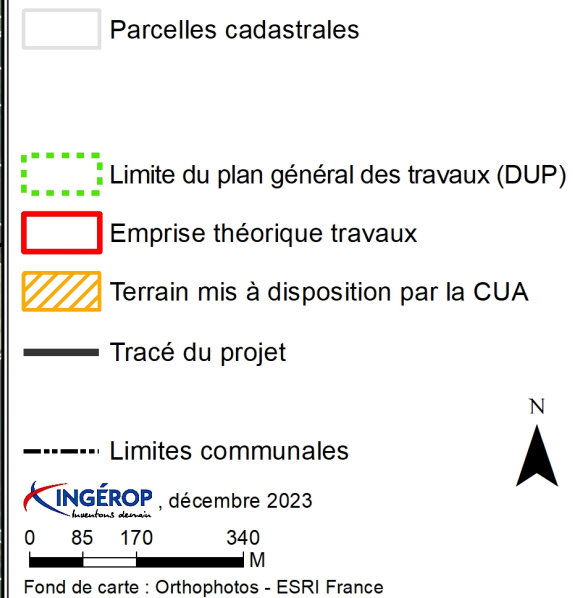 Parcelles cadastrales
Limite du plan général des travaux (DUP)
Emprise théorique travaux
Terrain mis à disposition par la CUA
Tracé du projet
N
Limites communales
INGÉROP , décembre 2023
Inventons demain
0 85 170 340
M
Fond de carte : Orthophotos - ESRI France